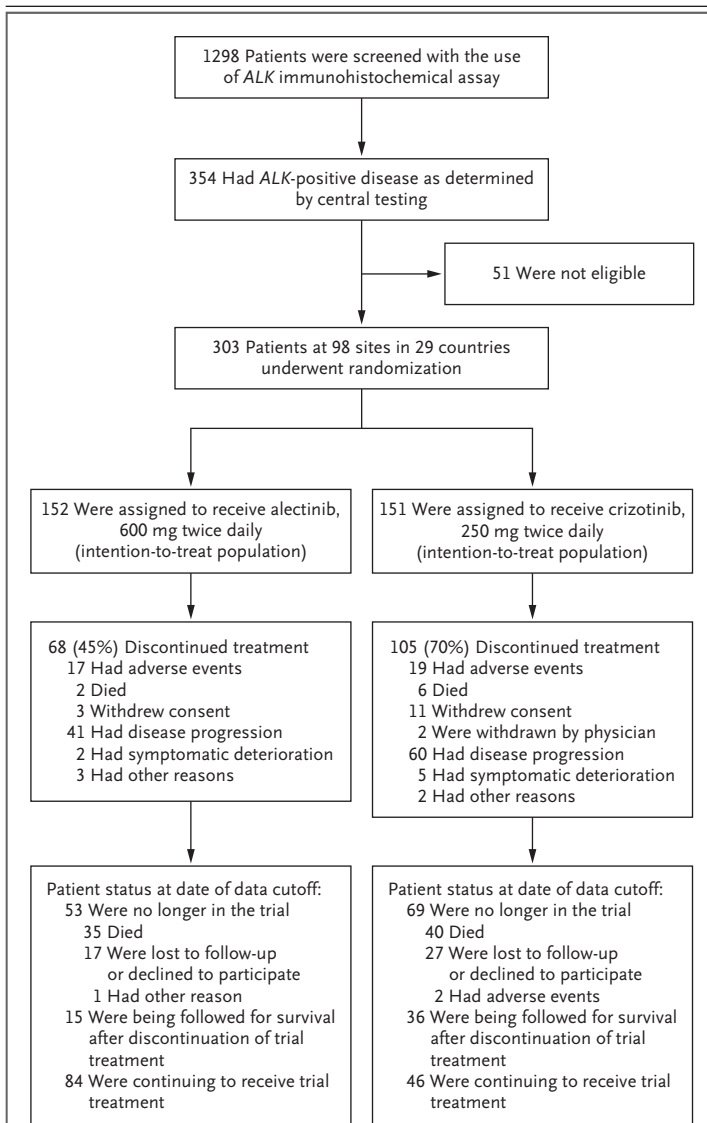 1298 Patients were screened with the use
of ALK immunohistochemical assay
354 Had ALK-positive disease as determined
by central testing
51 Were not eligible
303 Patients at 98 sites in 29 countries
underwent randomization
152 Were assigned to receive alectinib,
600 mg twice daily
(intention-to-treat population)
151 Were assigned to receive crizotinib,
250 mg twice daily
(intention-to-treat population)
68 (45%) Discontinued treatment
17 Had adverse events
2 Died
3 Withdrew consent
41 Had disease progression
2 Had symptomatic deterioration
3 Had other reasons
105 (70%) Discontinued treatment
19 Had adverse events
6 Died
11 Withdrew consent
2 Were withdrawn by physician
60 Had disease progression
5 Had symptomatic deterioration
2 Had other reasons
Patient status at date of data cutoff:
53 Were no longer in the trial
35 Died
17 Were lost to follow-up
or declined to participate
1 Had other reason
15 Were being followed for survival
after discontinuation of trial
treatment
84 Were continuing to receive trial
treatment
Patient status at date of data cutoff:
69 Were no longer in the trial
40 Died
27 Were lost to follow-up
or declined to participate
2 Had adverse events
36 Were being followed for survival
after discontinuation of trial
treatment
46 Were continuing to receive trial
treatment